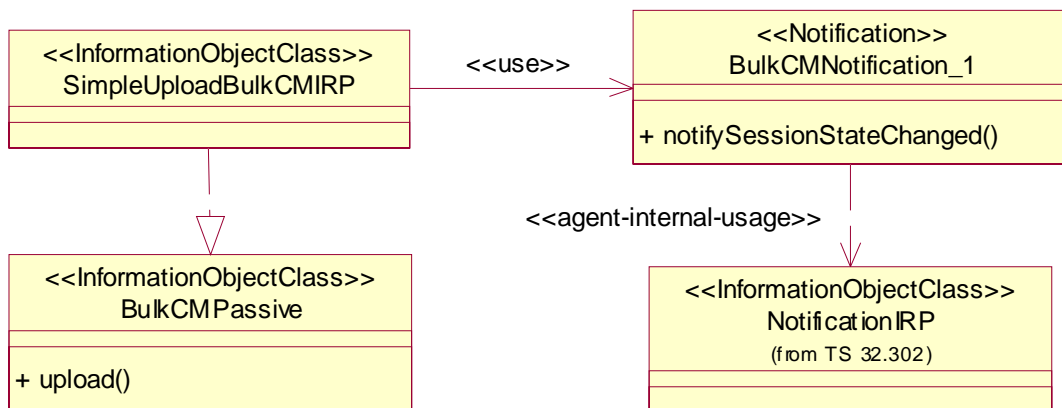 <<InformationObjectClass>>
SimpleUploadBulkCMIRP
<<use>>
<<Notification>>
BulkCMNotification_1
+ notifySessionStateChanged()
<<agent-internal-usage>>
<<InformationObjectClass>>
BulkCMPassive
+ upload()
<<InformationObjectClass>>
NotificationIRP
(from TS 32.302)